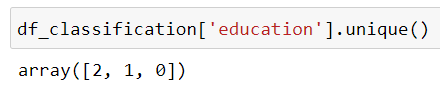 df_classification['education'].unique()
array([2, 1, 0])